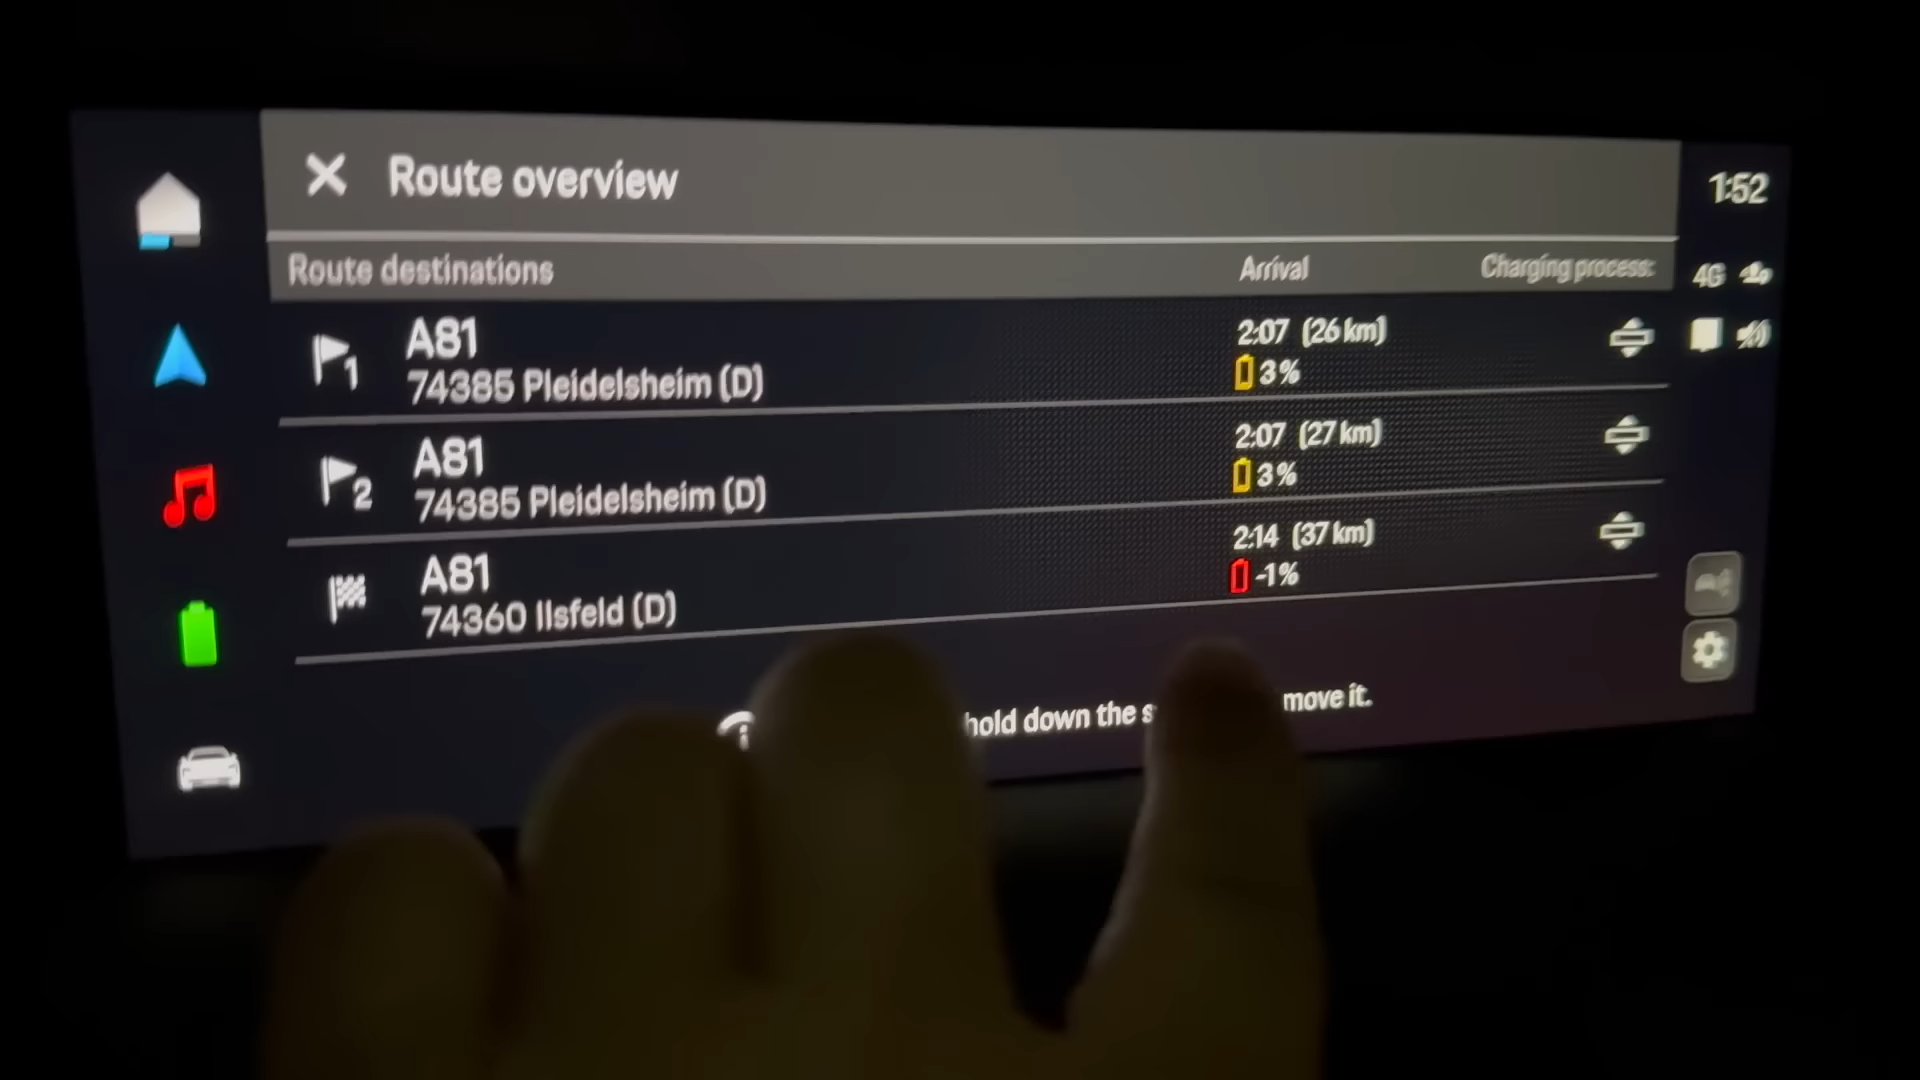 Route overview
1:52
Route destinations
Arrival
Charging process:
4G
1
A81
74385 Pleidelsheim (D)
2:07 (26 km)
3%
2
A81
74385 Pleidelsheim (D)
2:07 (27 km)
3%
A81
74360 Ilsfeld (D)
2:14 (37 km)
-1%
hold down the move it.